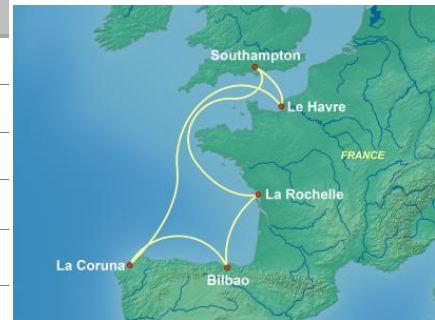 Southampton
Le Havre
FRANCE
La Rochelle
La Coruna
Bilbao